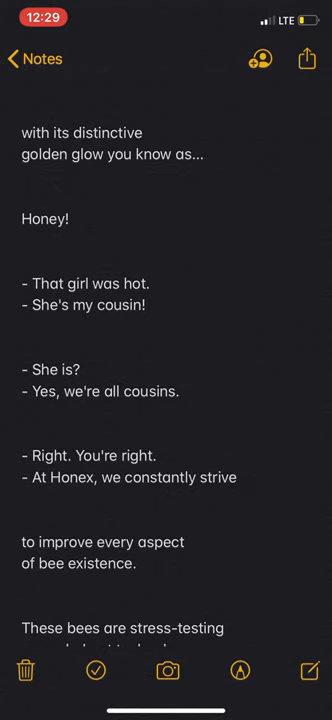 12:29
LTE
Notes
with its distinctive
golden glow you know as...
Honey!
- That girl was hot.
- She's my cousin!
- She is?
- Yes, we're all cousins.
- Right. You're right.
- At Honex, we constantly strive
to improve every aspect
of bee existence.
These bees are stress-testing